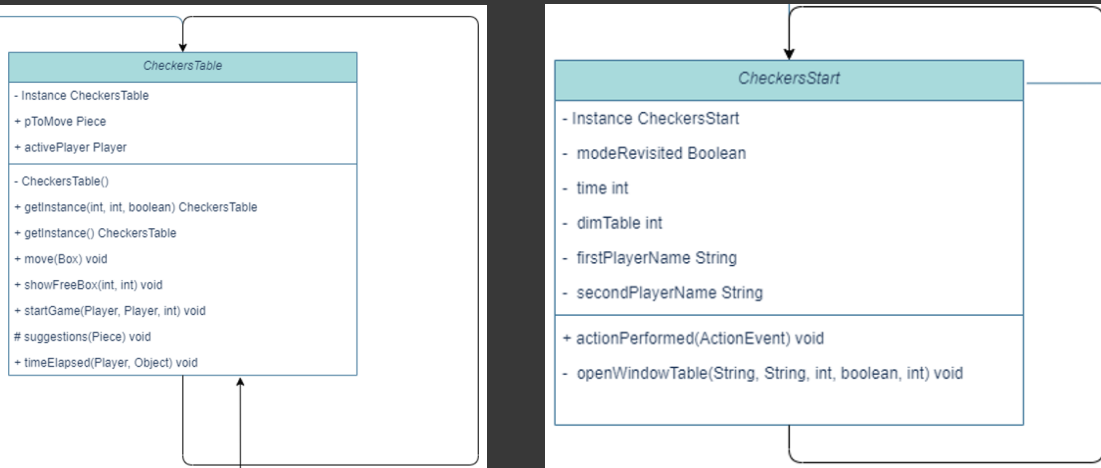 CheckersTable
- Instance CheckersTable
+ pToMove Piece
+ activePlayer Player
- CheckersTable()
+ getInstance(int, int, boolean) CheckersTable
+ getInstance() CheckersTable
+ move(Box) void
+ showFreeBox(int, int) void
+ startGame(Player, Player, int) void
# suggestions(Piece) void
+ timeElapsed(Player, Object) void
CheckersStart
- Instance CheckersStart
- modeRevisited Boolean
- time int
- dimTable int
- firstPlayerName String
- secondPlayerName String
+ actionPerformed(ActionEvent) void
- openWindowTable(String, String, int, boolean, int) void